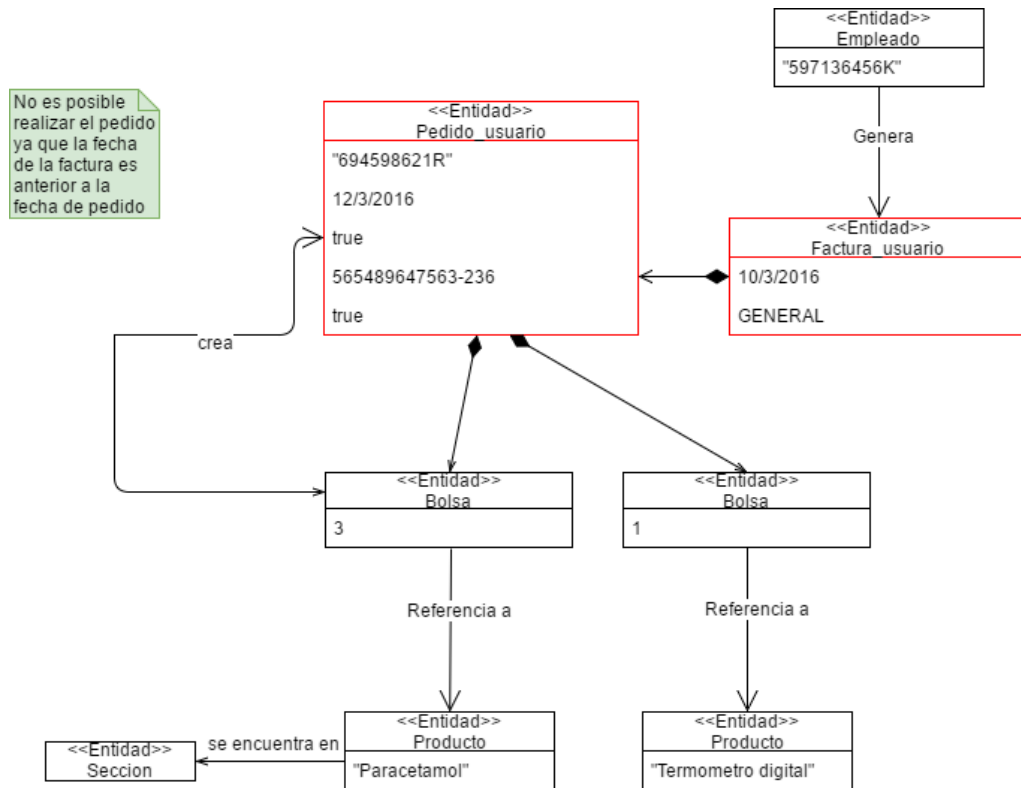 <<Entidad>>
Empleado
"597136456K"
No es posible
realizar el pedido
ya que la fecha
de la factura es
anterior a la
fecha de pedido
<<Entidad>>
Pedido_usuario
"694598621R"
12/3/2016
true
565489647563-236
true
Genera
<<Entidad>>
Factura_usuario
10/3/2016
GENERAL
crea
<<Entidad>>
Bolsa
3
<<Entidad>>
Bolsa
1
Referencia a
Referencia a
<<Entidad>>
Seccion
se encuentra en
<<Entidad>>
Producto
"Paracetamol"
<<Entidad>>
Producto
"Termometro digital"